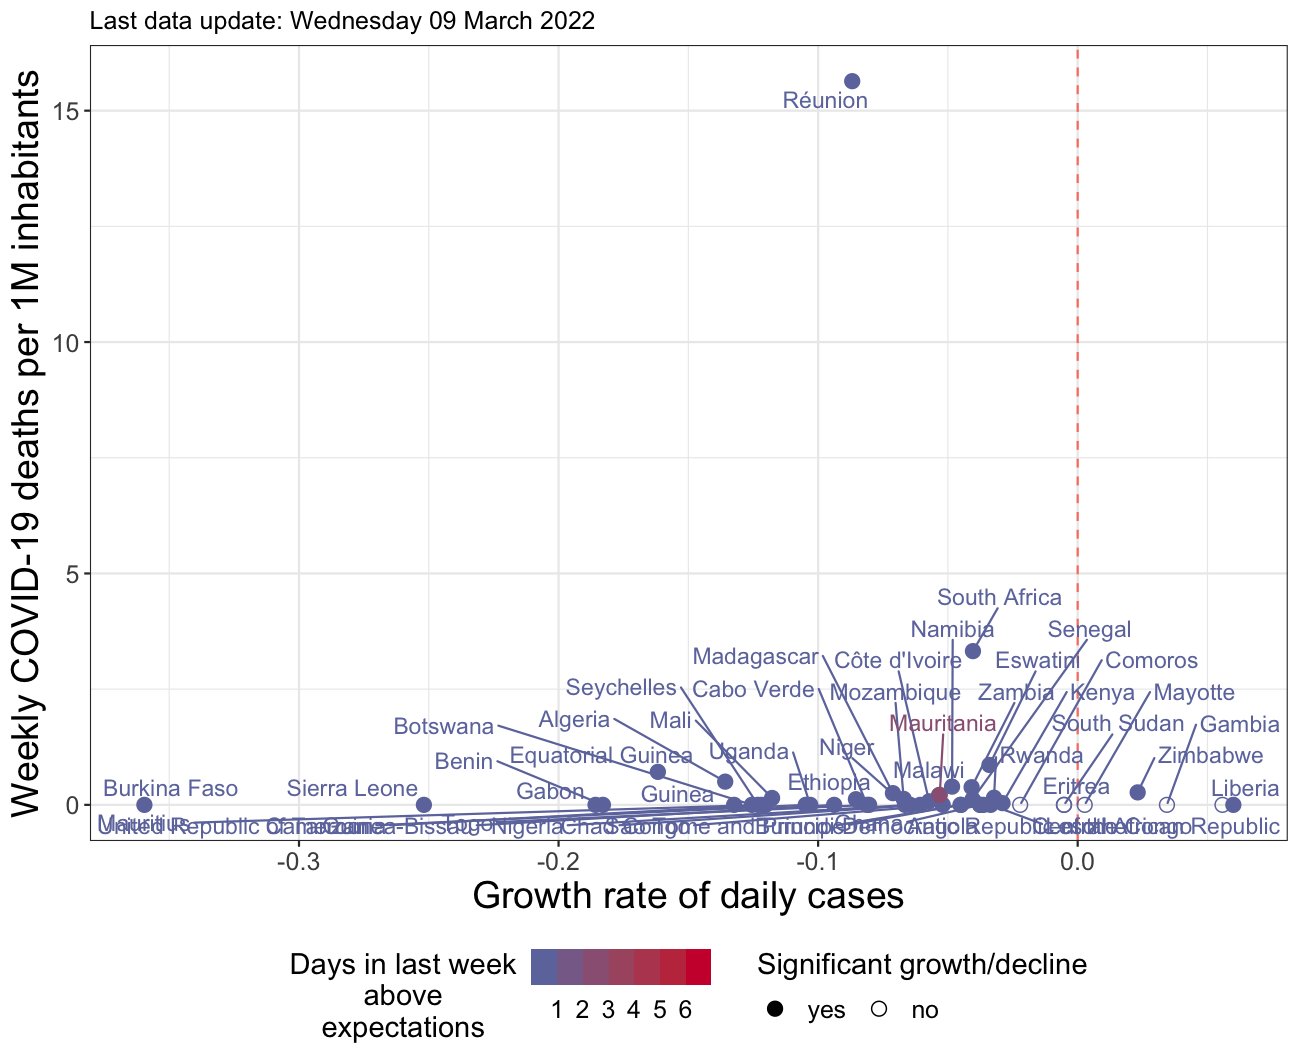 Last data update: Wednesday 09 March 2022
Weekly COVID-19 deaths per 1M inhabitants
15
10
5
0
Réunion
South Africa
Namibia
Senegal
Madagascar
Côte d'Ivoire
Eswatini
Comoros
Seychelles
Cabo Verde
Mozambique
Zambia
Kenya
Mayotte
Botswana
Algeria
Mali
Mauritania
South Sudan
Gambia
Benin
Equatorial Guinea
Uganda
Niger
Rwanda
Zimbabwe
Malawi
Burkina Faso
Sierra Leone
Gabon
Guinea
Ethiopia
Eritrea
Liberia
Mauritius
-0.3
-0.2
-0.1
0.0
Growth rate of daily cases
Days in last week
above
expectations
1 2 3 4 5 6
Significant growth/decline
yes
no